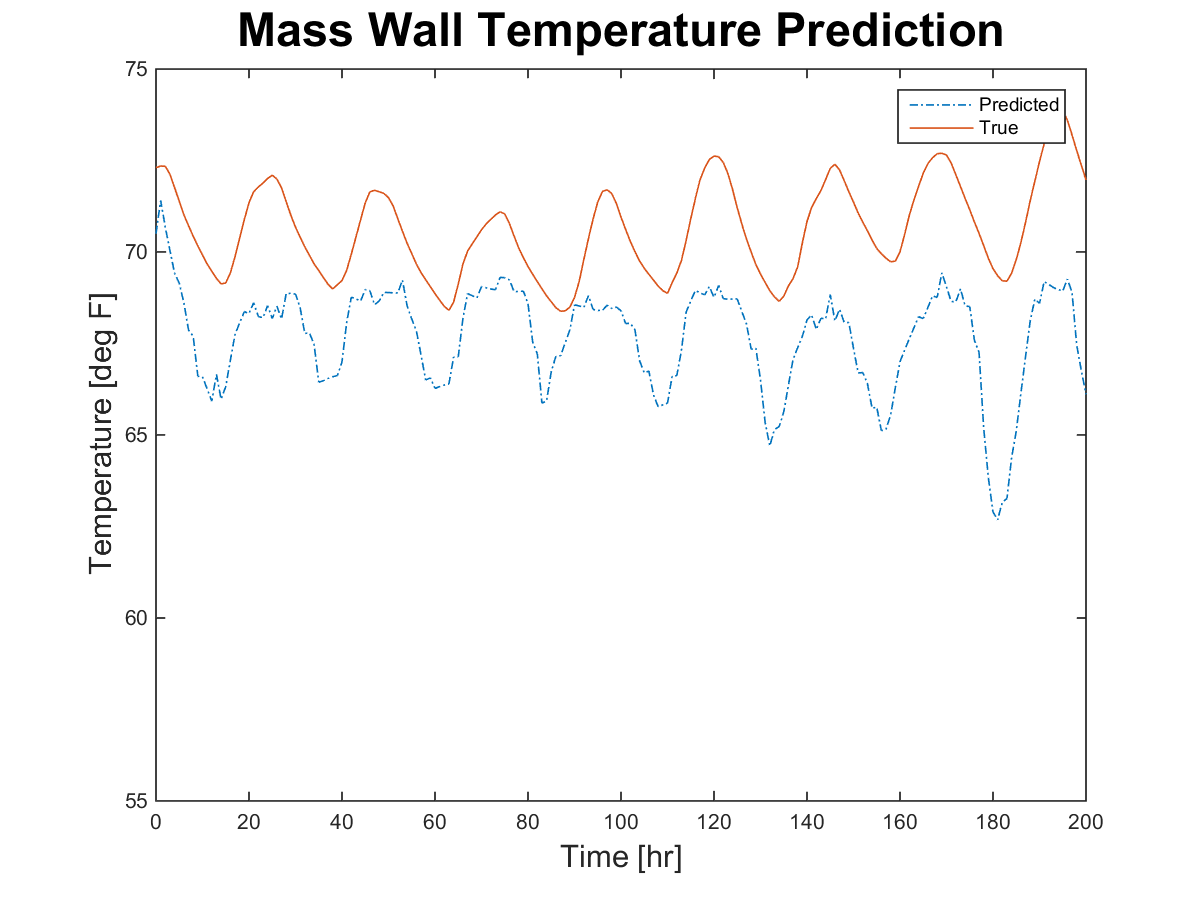 Mass Wall Temperature Prediction
Predicted
True
75
70
65
60
55
Temperature [deg F]
0 20 40 60 80 100 120 140 160 180 200
Time [hr]